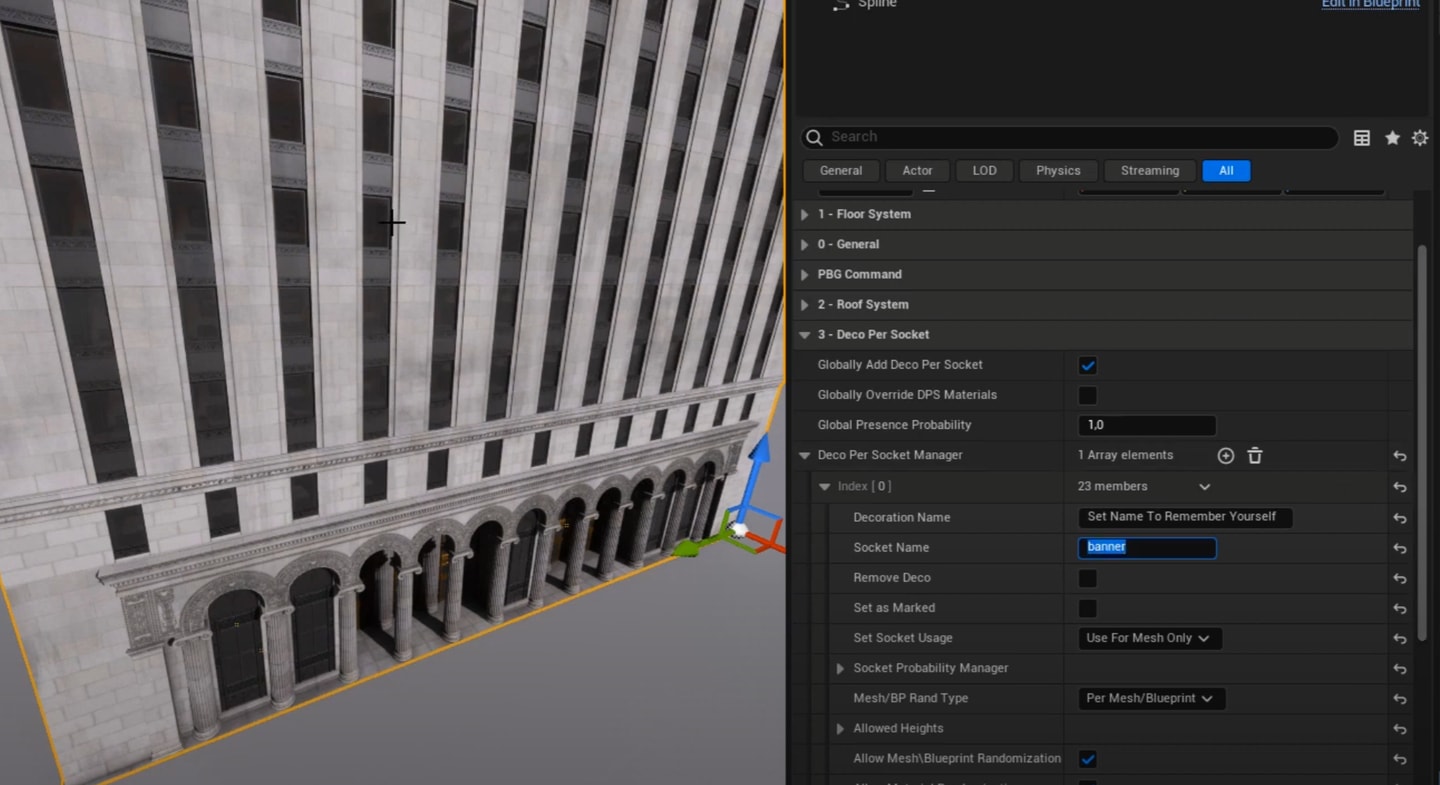 Spline Edit in Blueprint
Search
General Actor LOD Physics Streaming All
1 - Floor System
0 - General
PBG Command
2 - Roof System
3 - Deco Per Socket
Globally Add Deco Per Socket
Globally Override DPS Materials
Global Presence Probability 1,0
Deco Per Socket Manager 1 Array elements
Index [ 0 ] 23 members
Decoration Name Set Name To Remember Yourself
Socket Name banner
Remove Deco
Set as Marked
Set Socket Usage Use For Mesh Only
Socket Probability Manager
Mesh/BP Rand Type Per Mesh/Blueprint
Allowed Heights
Allow Mesh\Blueprint Randomization